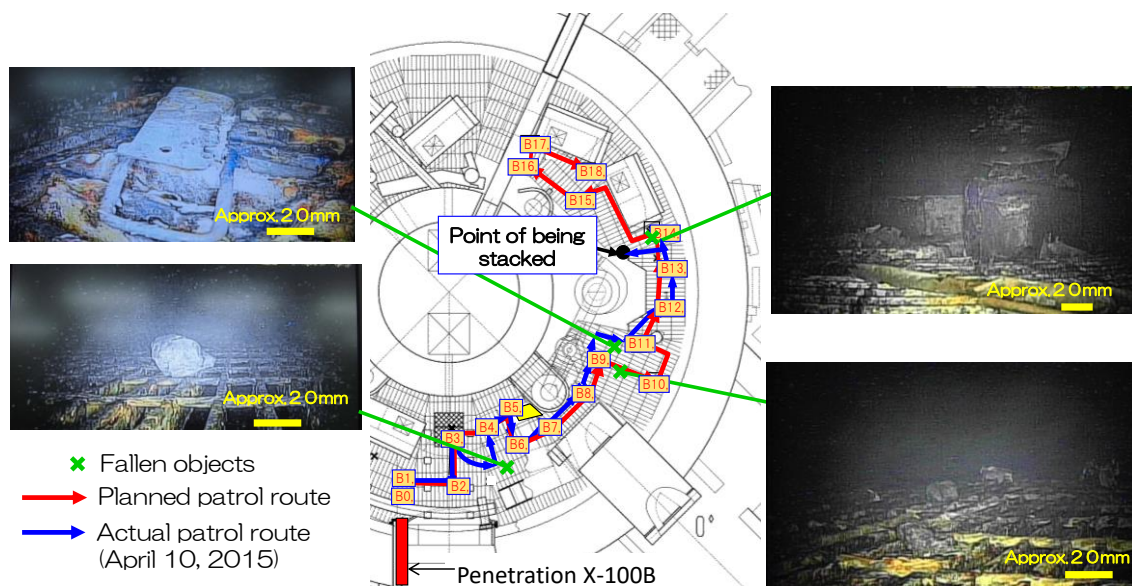 Approx.20mm
Approx.20mm
Fallen objects
Planned patrol route
Actual patrol route
(April 10, 2015)
B17,
B16,
B18,
B15,
Point of being
stacked
B14,
B13,
B12,
B11,
B9,
B10,
B8,
B5,
B4,
B7,
B3,
B6,
B1,
B2,
B0,
Penetration X-100B
Approx.20mm
Approx.20mm